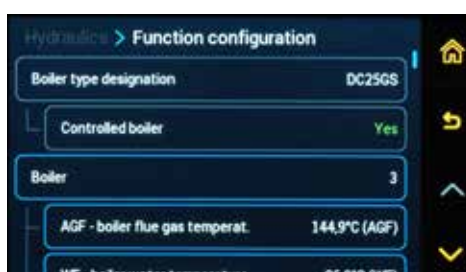 Hydraulics > Function configuration
Boiler type designation DC25GS
Controlled boiler Yes
Boiler 3
AGF - boiler flue gas temperat. 144,9°C (AGF)